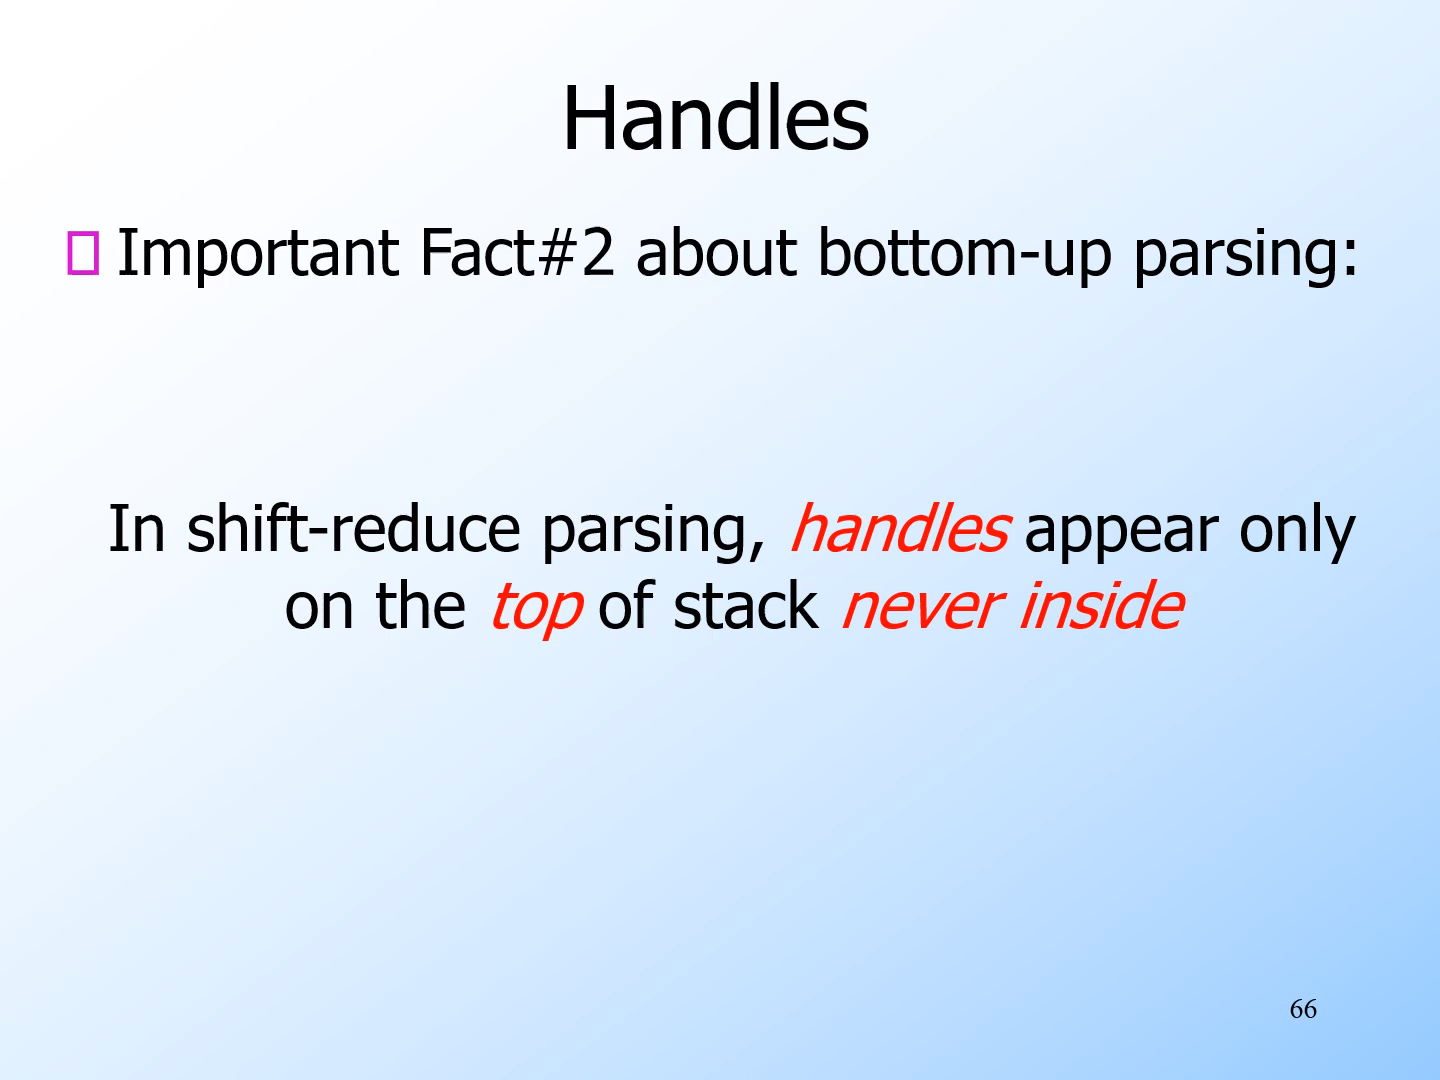 Handles
Important Fact#2 about bottom-up parsing:
In shift-reduce parsing, handles appear only
on the top of stack never inside
66